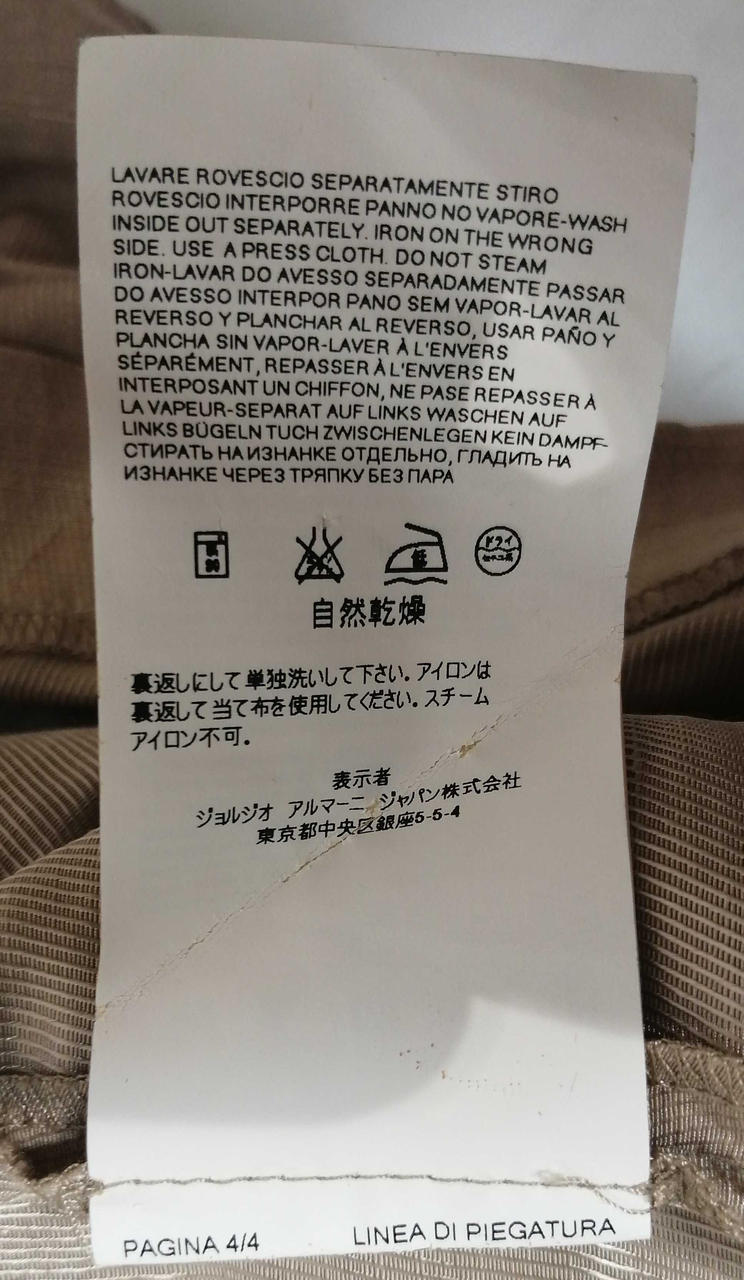 LAVARE ROVESCIO SEPARATAMENTE STIRO
ROVESCIO INTERPORRE PANNO NO VAPORE-WASH
INSIDE OUT SEPARATELY. IRON ON THE WRONG
SIDE. USE A PRESS CLOTH. DO NOT STEAM
IRON-LAVAR DO AVESSO SEPARADAMENTE PASSAR
DO AVESSO INTERPOR PANO SEM VAPOR-LAVAR AL
REVERSO Y PLANCHAR AL REVERSO, USAR PAÑO Y
PLANCHA SIN VAPOR-LAVER À L'ENVERS
SÉPARÉMENT, REPASSER À L'ENVERS EN
INTERPOSANT UN CHIFFON, NE PASE REPASSER À
LA VAPEUR-SEPARAT AUF LINKS WASCHEN AUF
LINKS BÜGELN TUCH ZWISCHENLEGEN KEIN DAMPF-
СТИРАТЬ НА ИЗНАНКЕ ОТДЕЛЬНО, ГЛАДИТЬ НА
ИЗНАНКЕ ЧЕРЕЗ ТРЯПКУ БЕЗ ПАРА
低 ドライ
自然乾燥
裏返しにして単独洗いして下さい。アイロンは
裏返して当て布を使用してください。スチーム
アイロン不可。
表示者
ジョルジオ アルマーニ ジャパン株式会社
東京都中央区銀座5-5-4
PAGINA 4/4 LINEA DI PIEGATURA